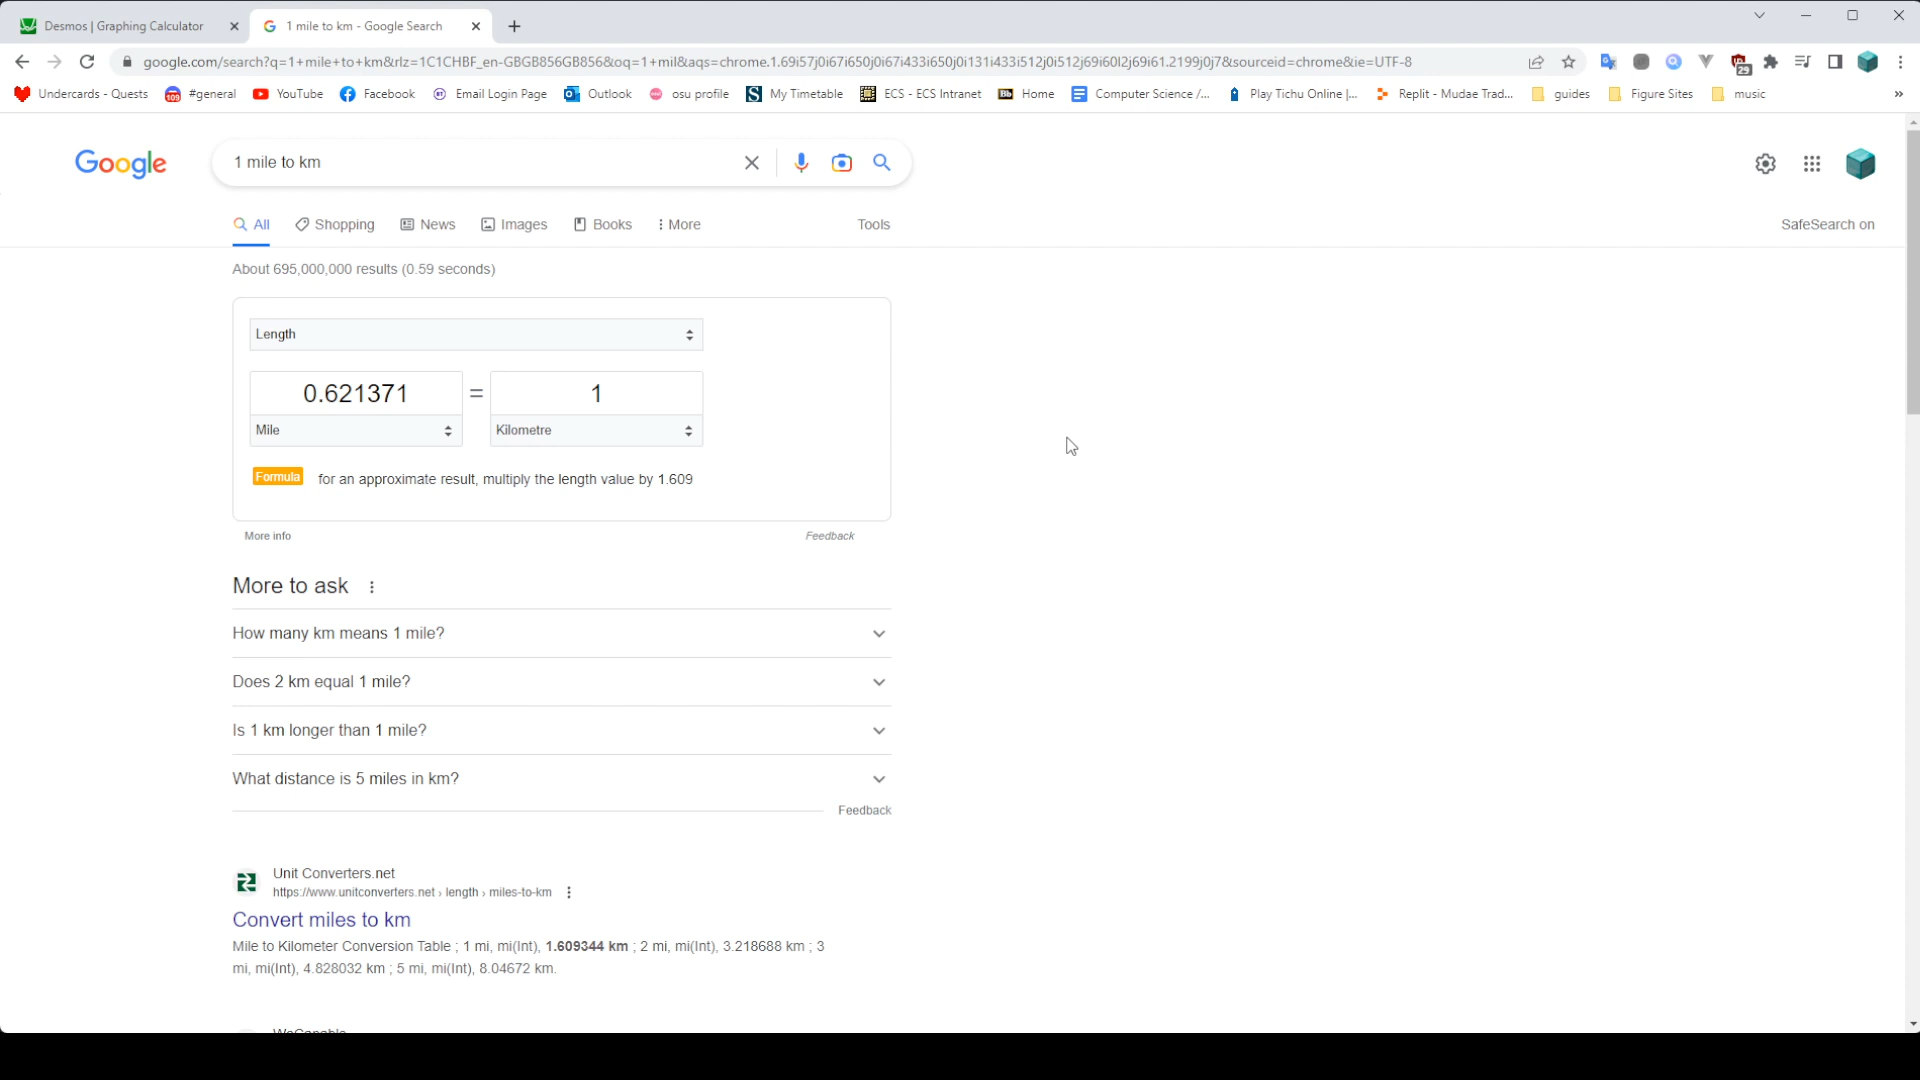 Desmos | Graphing Calculator
1 mile to km - Google Search
google.com/search?q=1+mile+to+km&rlz=1C1CHBF_en-GBGB856GB856&oq=1+mil&aqs=chrome.1.69i57j0i67i650j0i67i433i650j0i131i433i512j0i512j69i60l2j69i61.2199j0j7&sourceid=chrome&ie=UTF-8
29
Undercards - Quests
109
#general
YouTube
Facebook
Email Login Page
Outlook
osu profile
My Timetable
ECS - ECS Intranet
Bb
Home
Computer Science /...
Play Tichu Online |...
Replit - Mudae Trad...
guides
Figure Sites
music
Google
1 mile to km
All
Shopping
News
Images
Books
More
Tools
SafeSearch on
About 695,000,000 results (0.59 seconds)
Length
0.621371 = 1
Mile
Kilometre
Formula for an approximate result, multiply the length value by 1.609
More info
Feedback
More to ask
How many km means 1 mile?
Does 2 km equal 1 mile?
Is 1 km longer than 1 mile?
What distance is 5 miles in km?
Feedback
Unit Converters.net
https://www.unitconverters.net › length › miles-to-km
Convert miles to km
Mile to Kilometer Conversion Table ; 1 mi, mi(Int), 1.609344 km ; 2 mi, mi(Int), 3.218688 km ; 3
mi, mi(Int), 4.828032 km ; 5 mi, mi(Int), 8.04672 km.